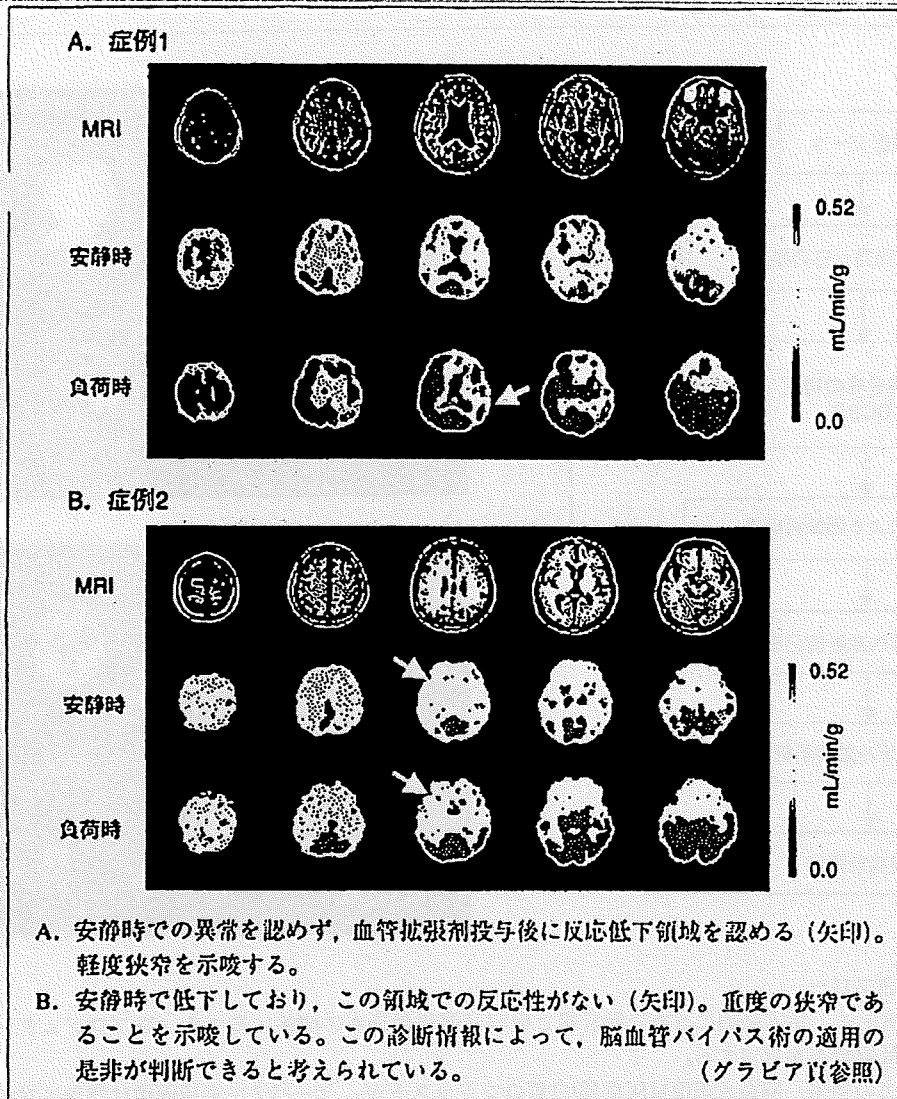 A. 症例1
MRI
安静時
負荷時
0.52
mL/min/g
0.0
B. 症例2
MRI
安静時
負荷時
0.52
mL/min/g
0.0
A. 安静時での異常を認めず，血管拡張剤投与後に反応低下領域を認める（矢印）。
軽度狭窄を示唆する。
B. 安静時で低下しており，この領域での反応性がない（矢印）。重度の狭窄であ
ることを示唆している。この診断情報によって，脳血管バイパス術の適用の
是非が判断できると考えられている。 （グラビア頁参照）